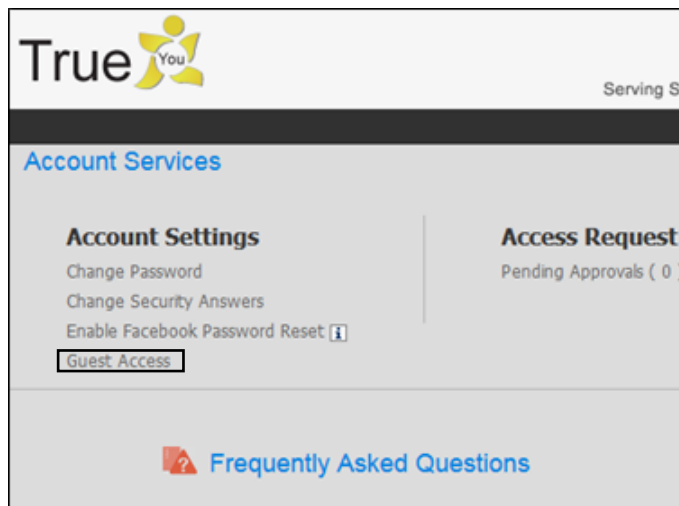 True You
Serving S
Account Services
Account Settings
Change Password
Change Security Answers
Enable Facebook Password Reset i
Guest Access
Access Request
Pending Approvals ( 0 )
? Frequently Asked Questions